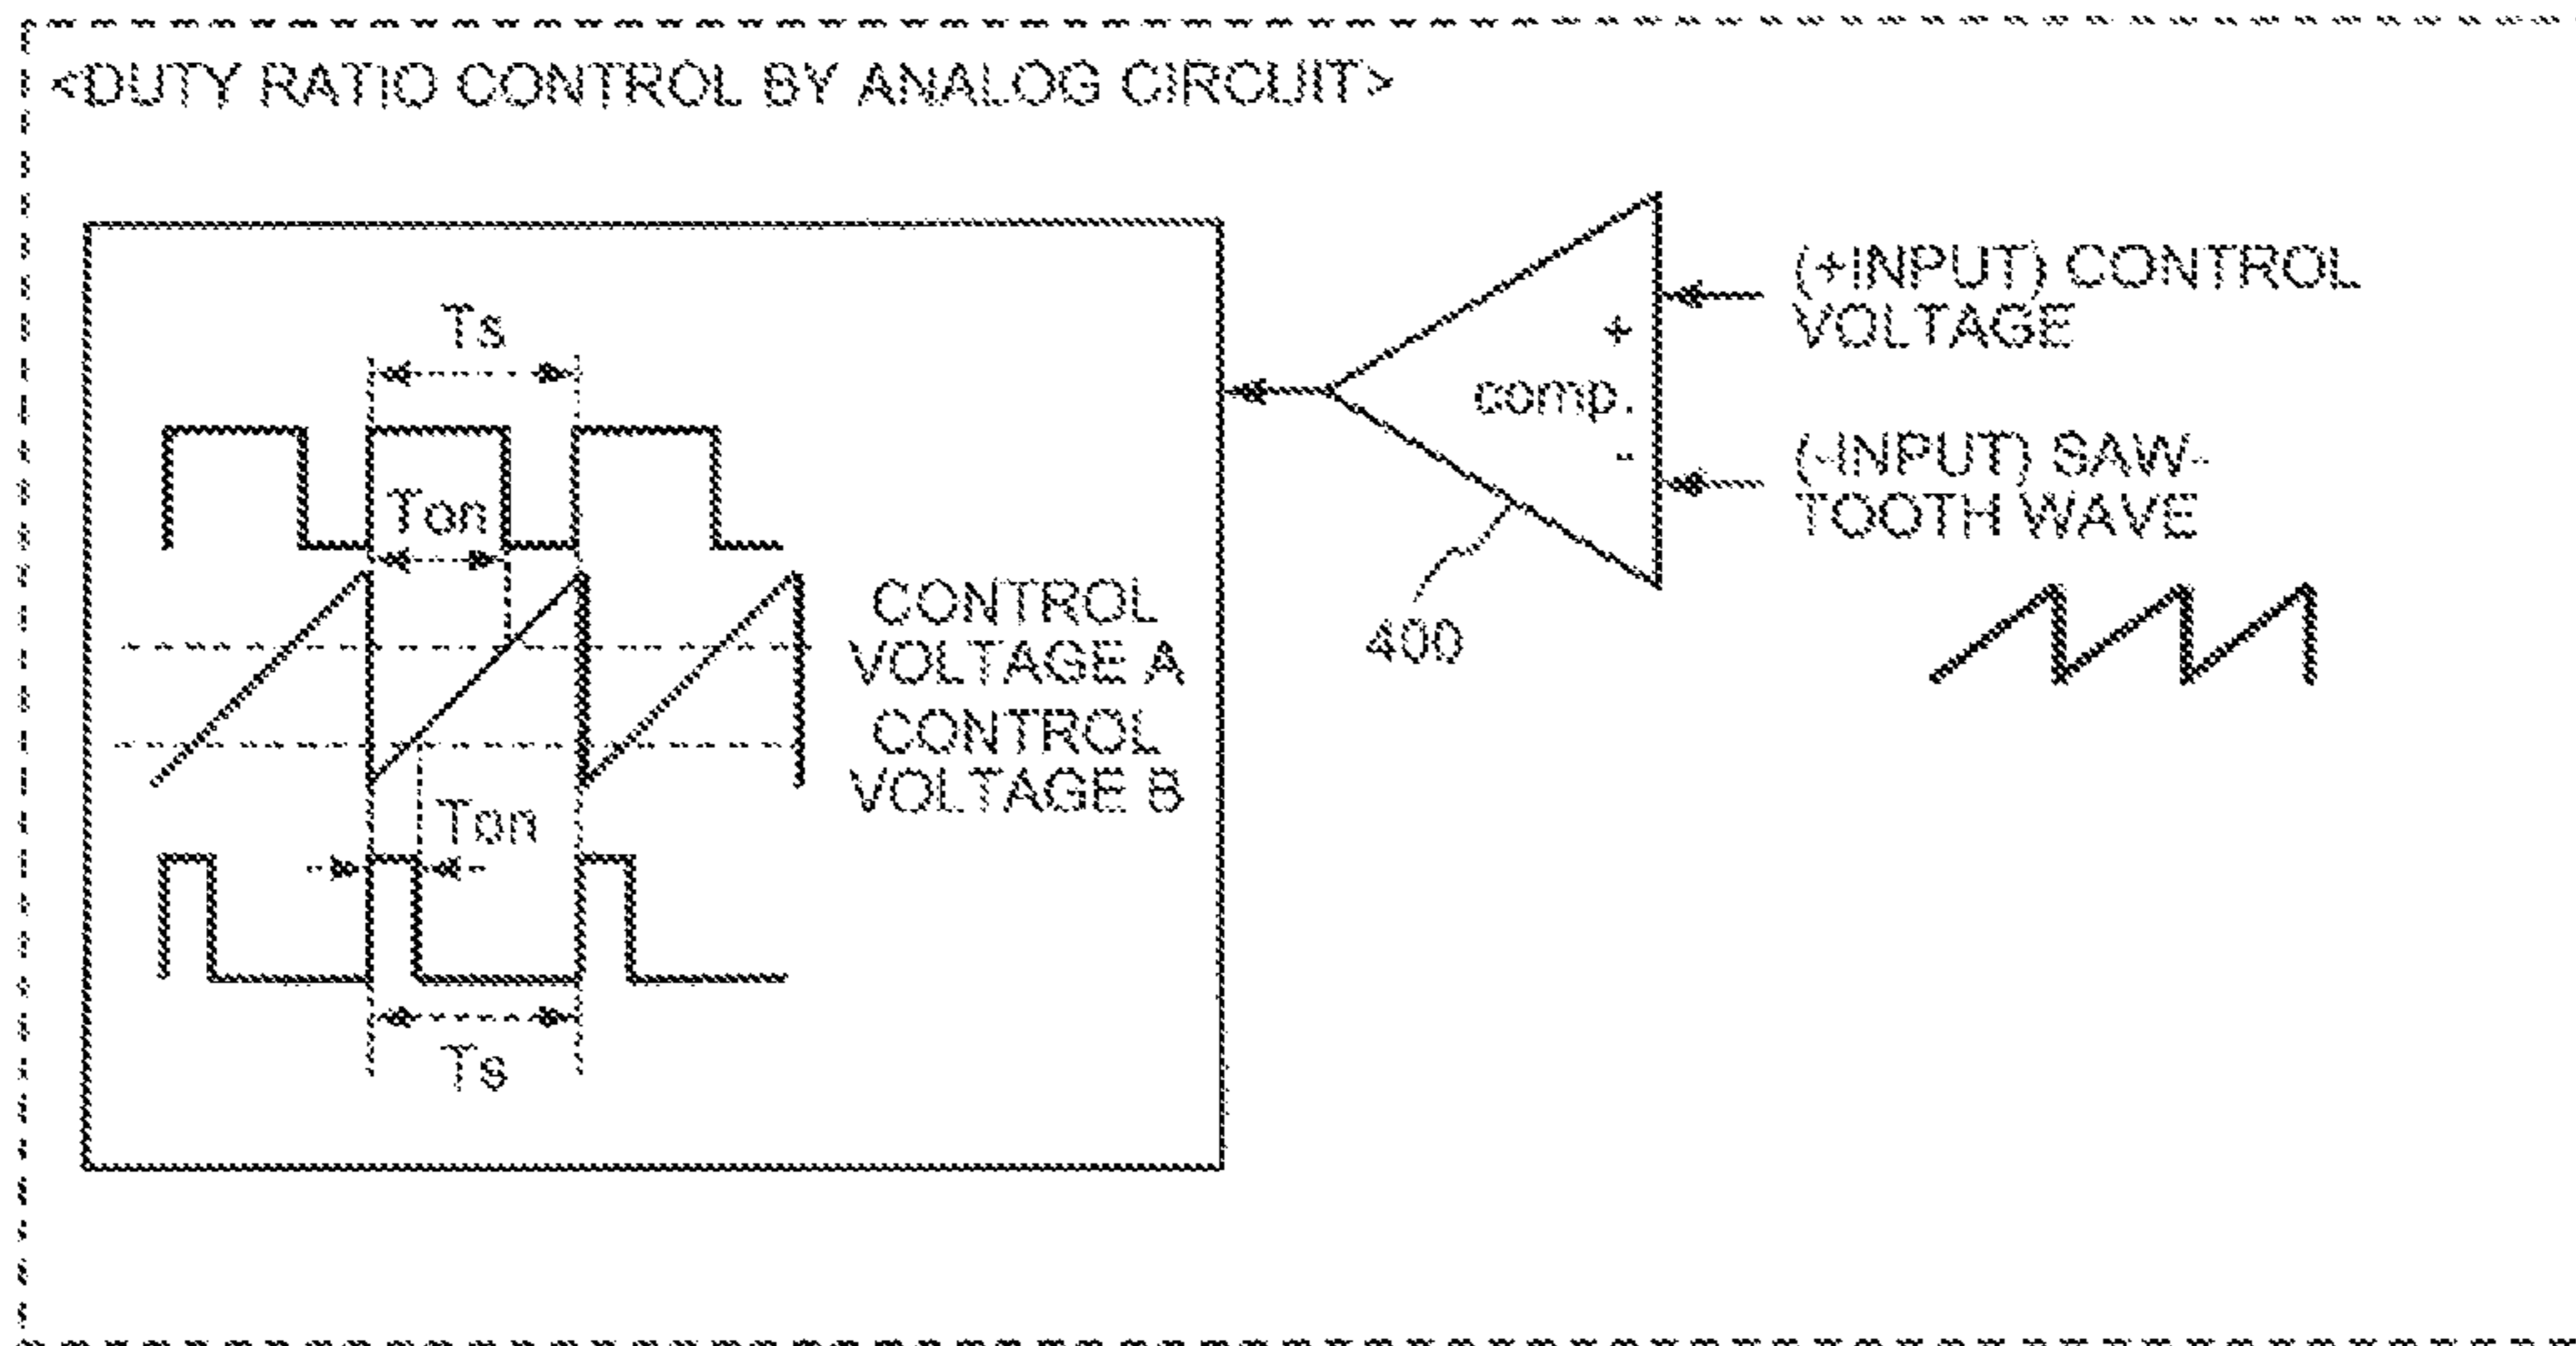 <DUTY RATIO CONTROL BY ANALOG CIRCUIT>
Ts
Ton
CONTROL
VOLTAGE A
CONTROL
VOLTAGE B
Ton
Ts
+
comp.
-
400
(+INPUT) CONTROL
VOLTAGE
(-INPUT) SAW-
TOOTH WAVE